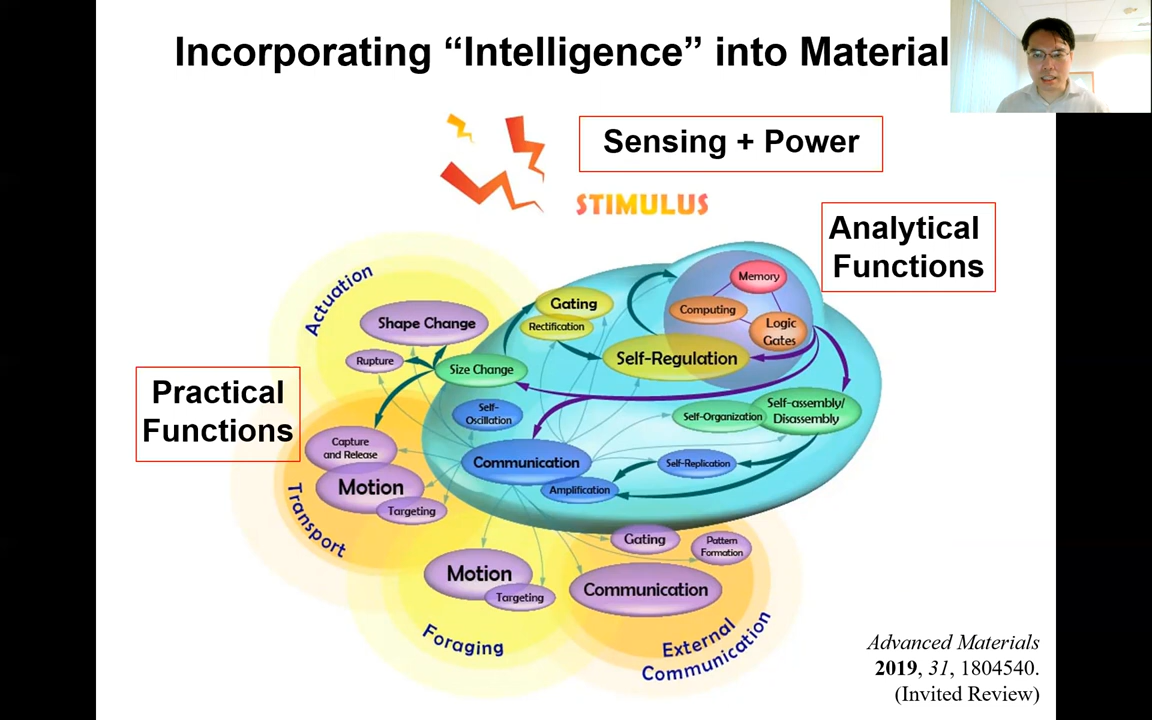 Incorporating “Intelligence” into Material
Sensing + Power
STIMULUS
Analytical
Functions
Practical
Functions
Actuation
Shape Change
Rupture
Size Change
Gating
Rectification
Self-Regulation
Memory
Computing
Logic
Gates
Self-
Oscillation
Self-Organization
Self-assembly/
Disassembly
Communication
Amplification
Self-Replication
Capture
and Release
Motion
Targeting
Transport
Motion
Targeting
Foraging
Gating
Pattern
Formation
Communication
External
Communication
Advanced Materials
2019, 31, 1804540.
(Invited Review)